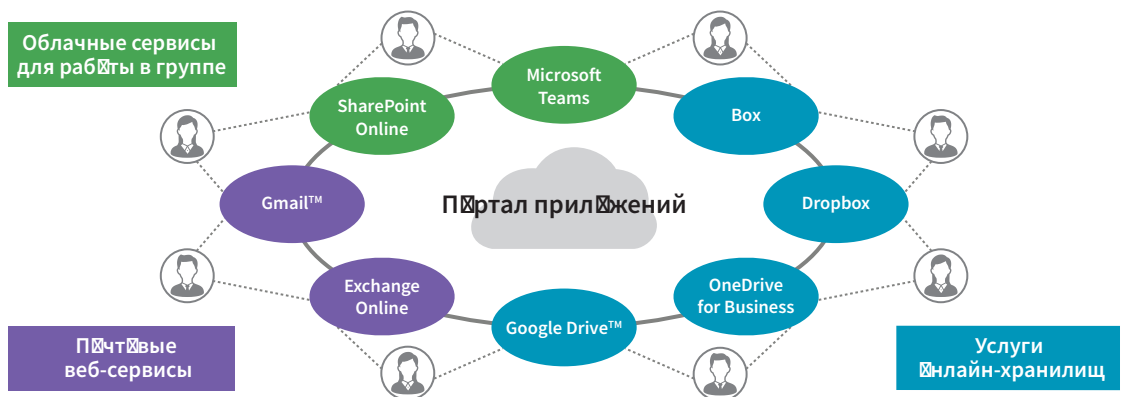 Облачные сервисы
для раб☒ты в группе
Microsoft
Teams
SharePoint
Online
Box
Gmail™
П☒ртал прил☒жений
Dropbox
Exchange
Online
OneDrive
for Business
Google Drive™
П☒чт☒вые
веб-сервисы
Услуги
☒нлайн-хранилищ